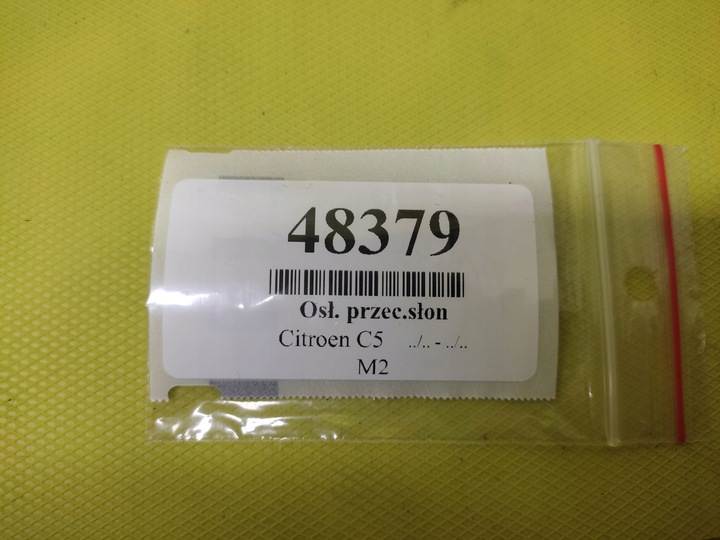 48379
Osł. przec.słon
Citroen C5 ../.. - ../..
M2